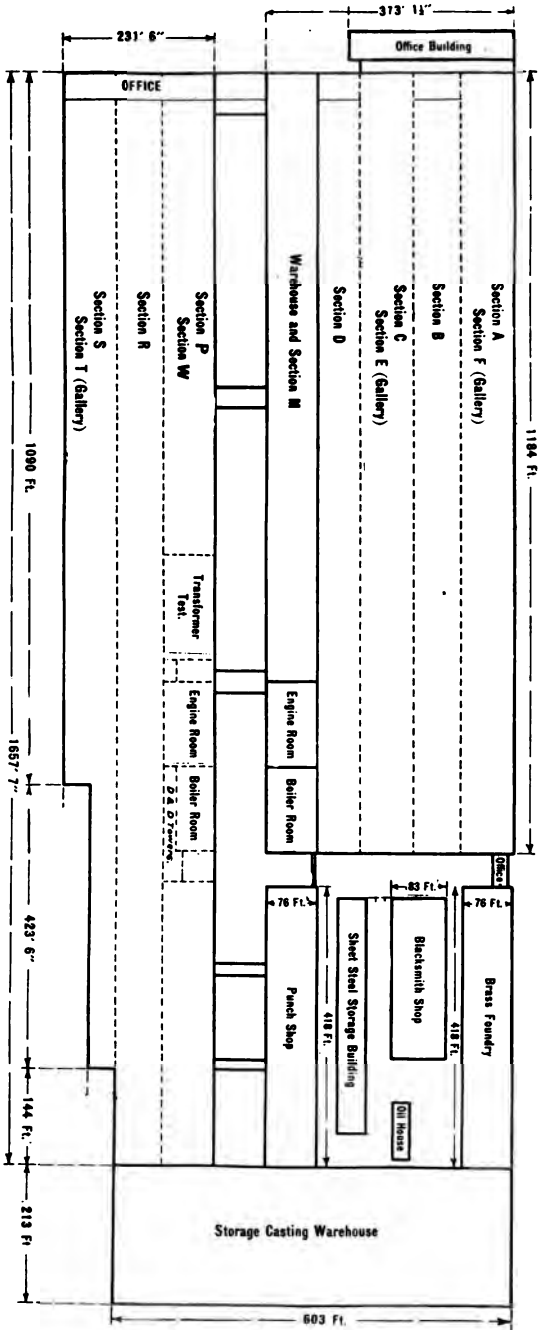 373' 1½"
Office Building
231' 6"
OFFICE
1184 Ft.
Section A
Section F (Gallery)
Section B
Section C
Section E (Gallery)
Section D
Warehouse and Section M
Section P
Section W
Section R
Section S
Section T (Gallery)
1090 Ft.
1657' 7"
Transformer
Test.
Engine Room
Engine Room
Boiler Room
Boiler Room
D & D Towers.
Office
83 Ft.
76 Ft.
76 Ft.
418 Ft.
418 Ft.
Brass Foundry
Blacksmith Shop
Sheet Steel Storage Building
Punch Shop
Oil House
423' 6"
144 Ft.
213 Ft
Storage Casting Warehouse
603 Ft.